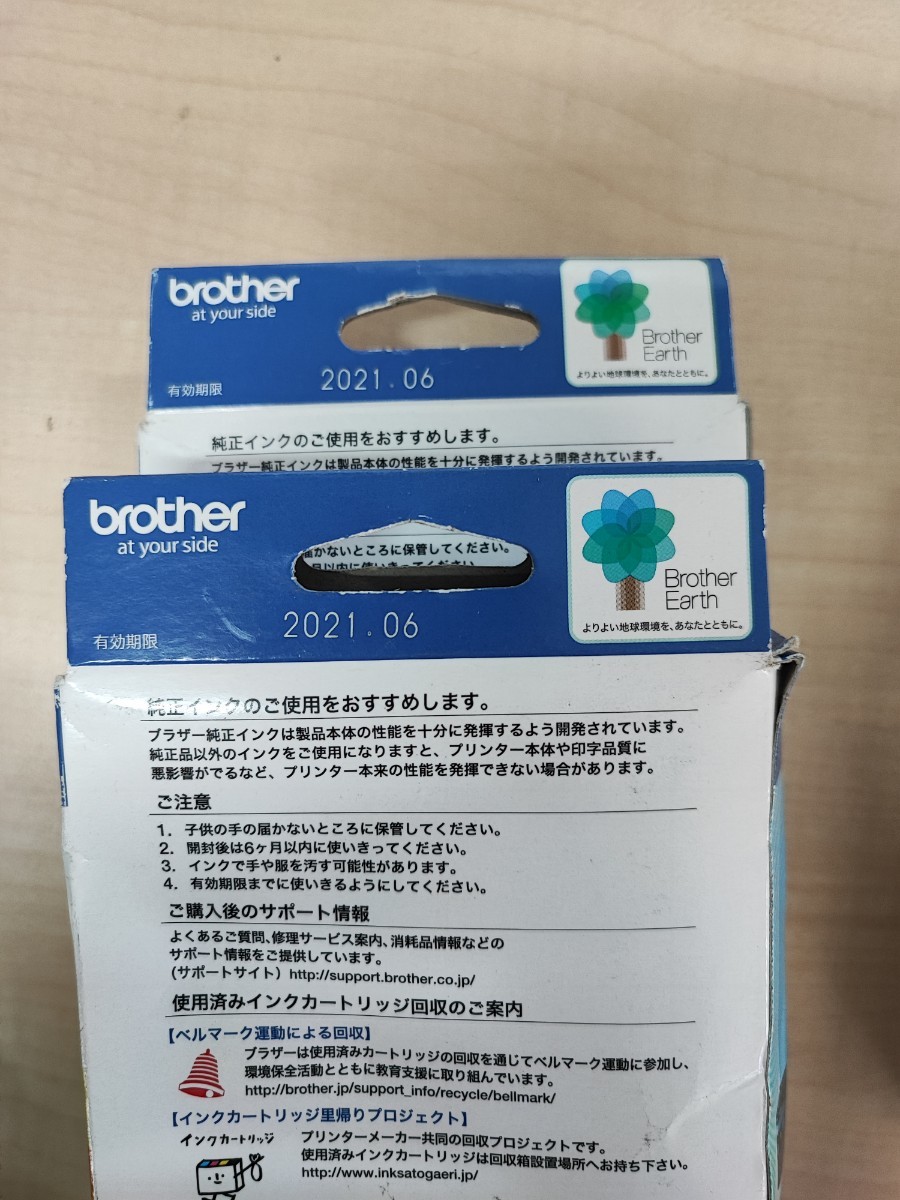 brother
at your side
有効期限
2021.06
Brother
Earth
よりよい地球環境を、あなたとともに。
純正インクのご使用をおすすめします。
ブラザー純正インクは製品本体の性能を十分に発揮するよう開発されています。
brother
at your side
かないところに保管してください。
有効期限
2021.06
Brother
Earth
よりよい地球環境を、あなたとともに。
純正インクのご使用をおすすめします。
ブラザー純正インクは製品本体の性能を十分に発揮するよう開発されています。
純正品以外のインクをご使用になりますと、プリンター本体や印字品質に
悪影響がでるなど、プリンター本来の性能を発揮できない場合があります。
ご注意
1. 子供の手の届かないところに保管してください。
2. 開封後は6ヶ月以内に使いきってください。
3. インクで手や服を汚す可能性があります。
4. 有効期限までに使いきるようにしてください。
ご購入後のサポート情報
よくあるご質問、修理サービス案内、消耗品情報などの
サポート情報をご提供しています。
(サポートサイト) http://support.brother.co.jp/
使用済みインクカートリッジ回収のご案内
【ベルマーク運動による回収】
ブラザーは使用済みカートリッジの回収を通じてベルマーク運動に参加し、
環境保全活動とともに教育支援に取り組んでいます。
http://brother.jp/support_info/recycle/bellmark/
【インクカートリッジ里帰りプロジェクト】
インクカートリッジ
プリンターメーカー共同の回収プロジェクトです。
使用済みインクカートリッジは回収箱設置場所へお持ち下さい。
http://www.inksatogaeri.jp/